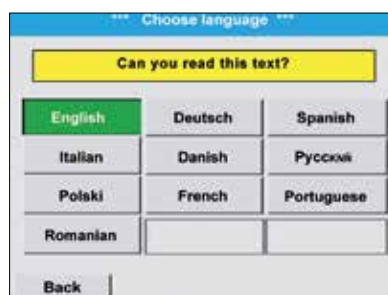 *** Choose language ***
Can you read this text?
English Deutsch Spanish
Italian Danish Русский
Polski French Portuguese
Romanian
Back